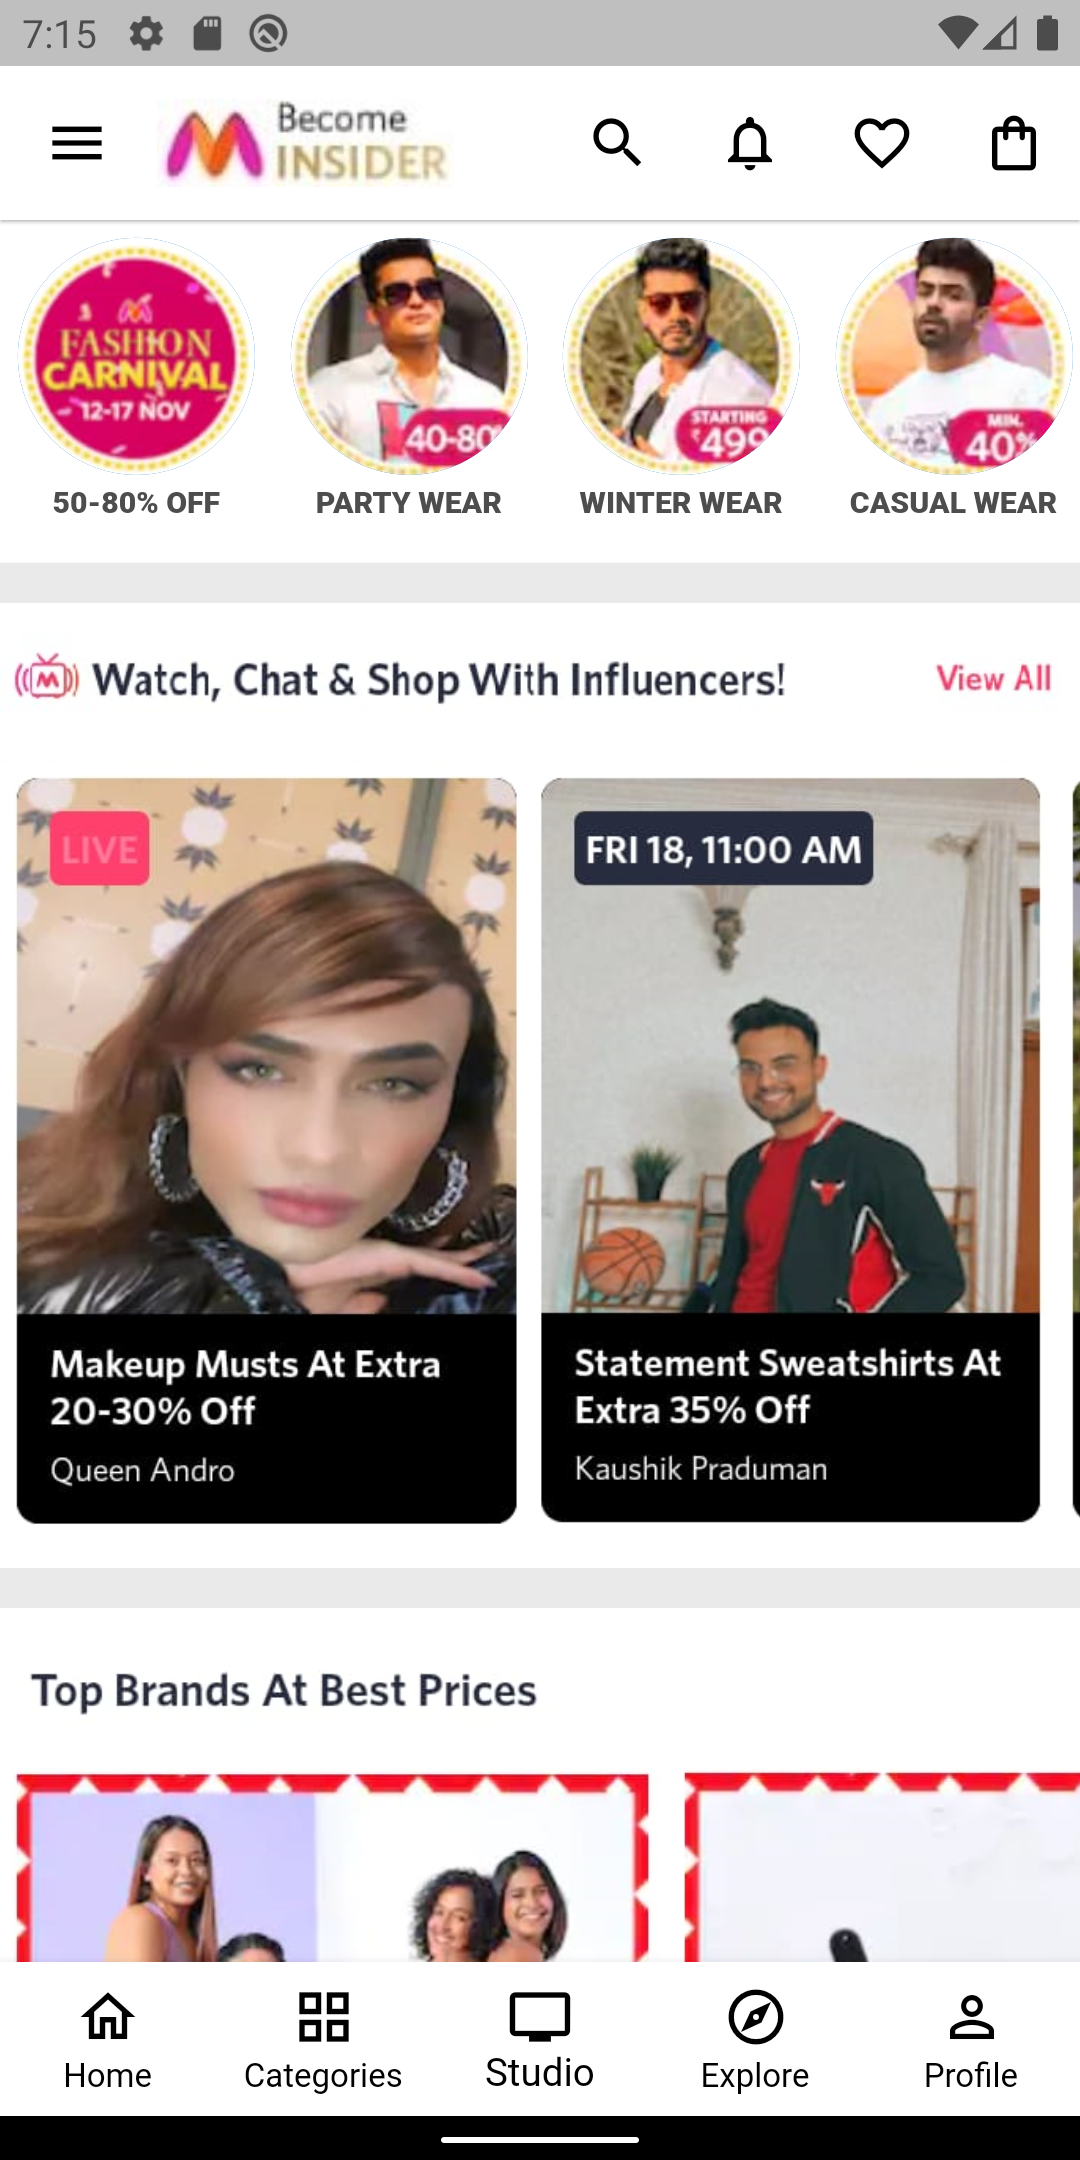 7:15
Become
INSIDER
FASHION
CARNIVAL
12-17 NOV
40-80%
STARTING
₹499
MIN.
40%
50-80% OFF
PARTY WEAR
WINTER WEAR
CASUAL WEAR
Watch, Chat & Shop With Influencers!
View All
LIVE
FRI 18, 11:00 AM
Makeup Musts At Extra
20-30% Off
Queen Andro
Statement Sweatshirts At
Extra 35% Off
Kaushik Praduman
Top Brands At Best Prices
Home
Categories
Studio
Explore
Profile